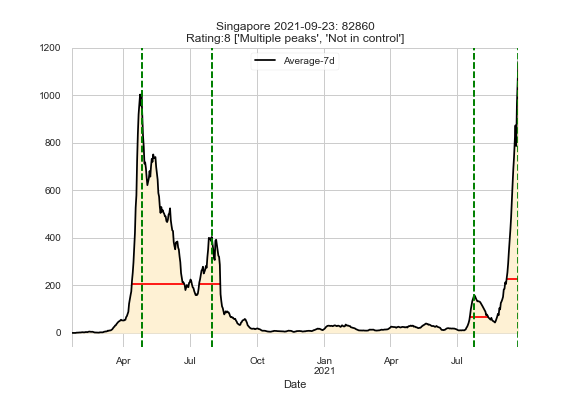 Singapore 2021-09-23: 82860
Rating:8 ['Multiple peaks', 'Not in control']
Average-7d
1200
1000
800
600
400
200
0
Apr
Jul
Oct
Jan
2021
Apr
Jul
Date